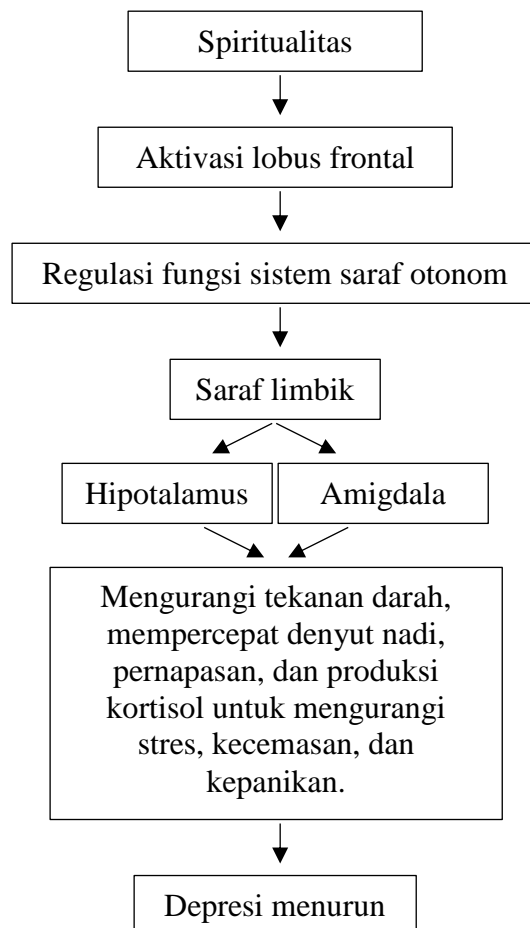 Spiritualitas
Aktivasi lobus frontal
Regulasi fungsi sistem saraf otonom
Saraf limbik
Hipotalamus
Amigdala
Mengurangi tekanan darah,
mempercepat denyut nadi,
pernapasan, dan produksi
kortisol untuk mengurangi
stres, kecemasan, dan
kepanikan.
Depresi menurun